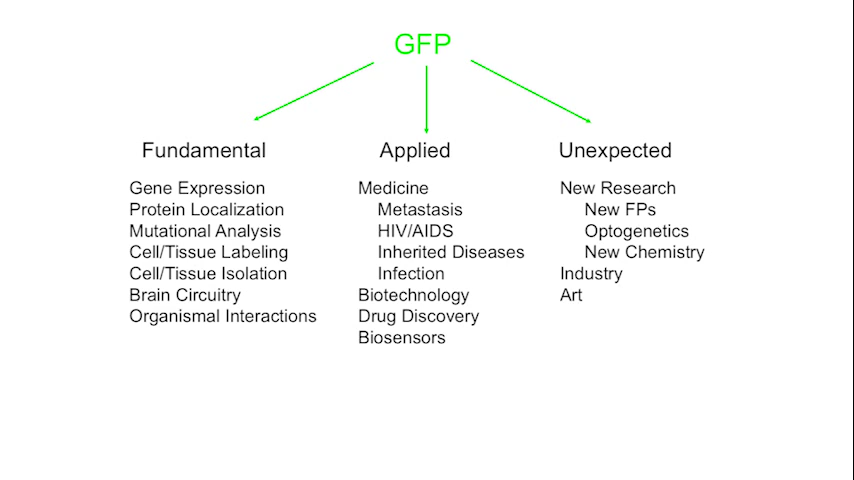 GFP
Fundamental
Gene Expression
Protein Localization
Mutational Analysis
Cell/Tissue Labeling
Cell/Tissue Isolation
Brain Circuitry
Organismal Interactions
Applied
Medicine
Metastasis
HIV/AIDS
Inherited Diseases
Infection
Biotechnology
Drug Discovery
Biosensors
Unexpected
New Research
New FPs
Optogenetics
New Chemistry
Industry
Art